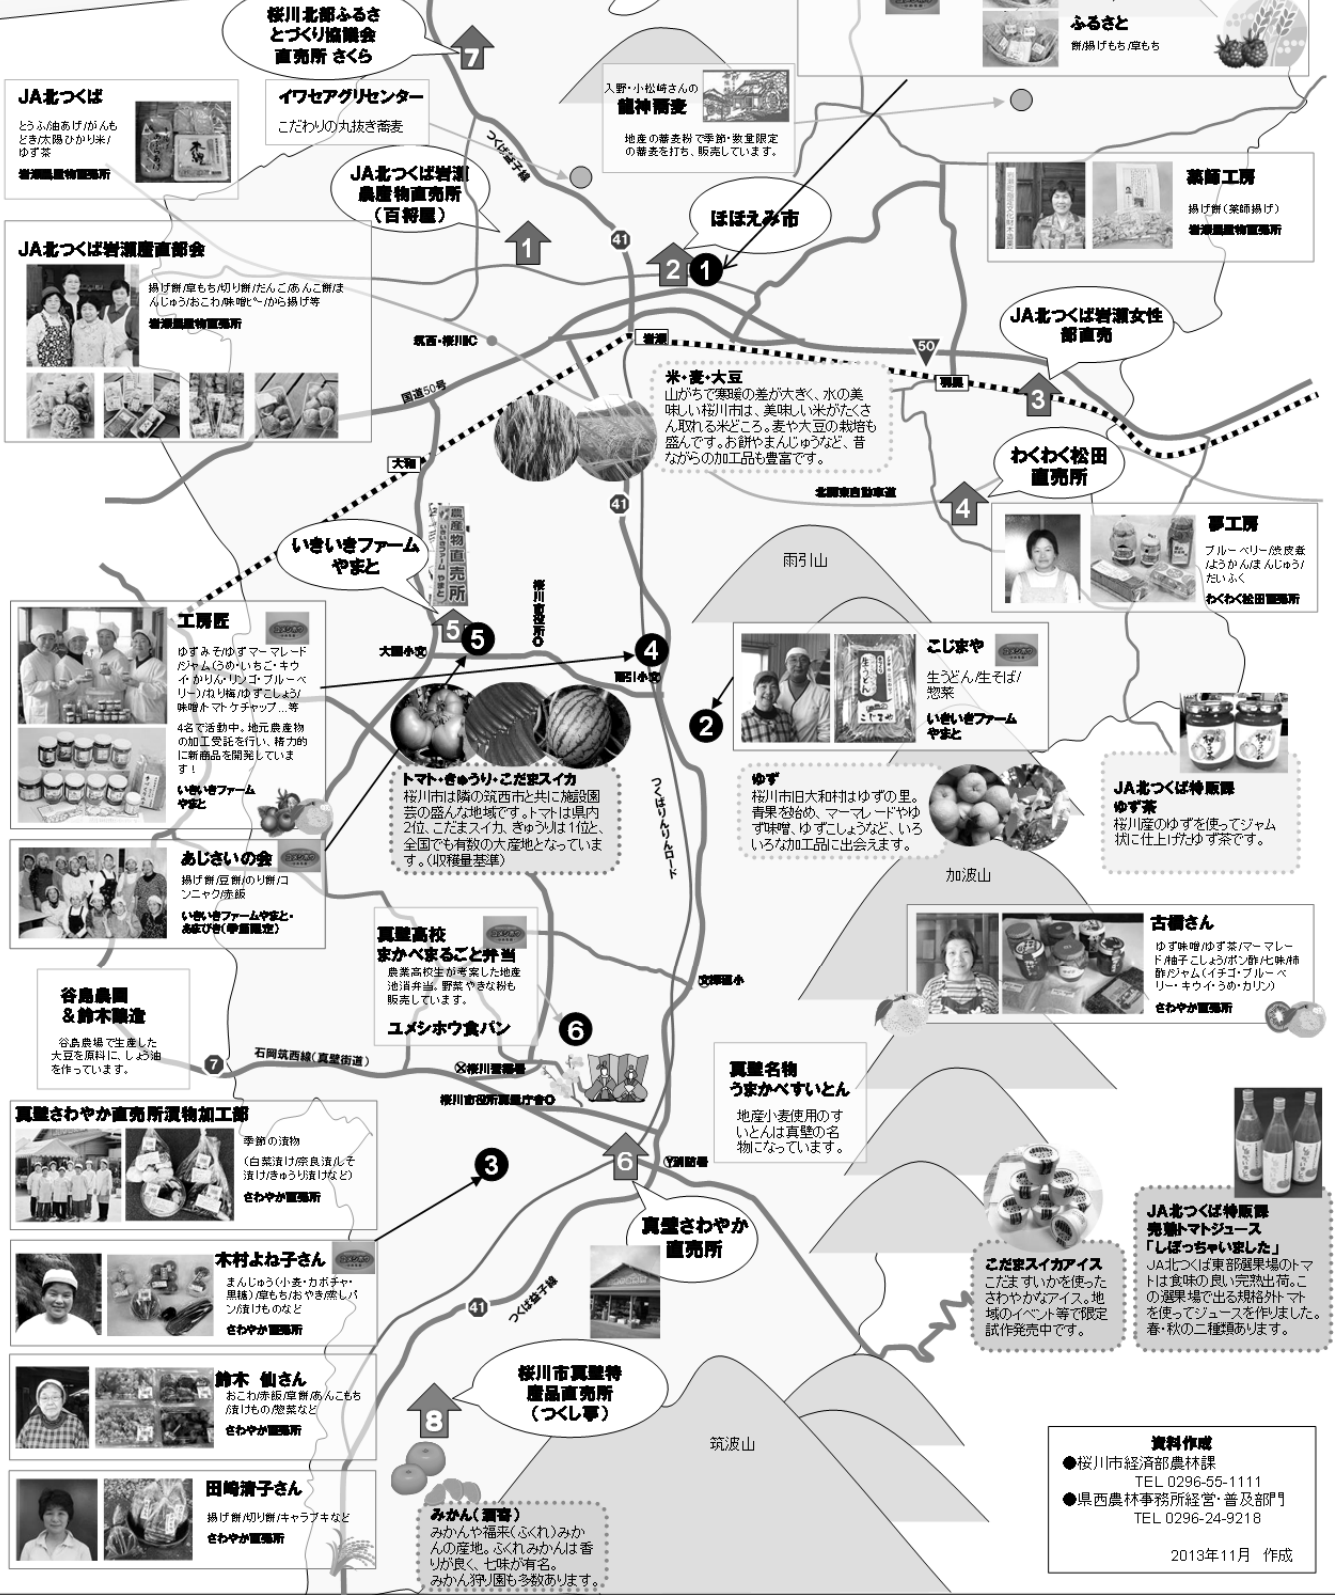 桜川北部ふるさ
とづくり協議会
直売所 さくら
7
ふるさと
餅/揚げもち/草もち
JA北つくば
とうふ/油あげ/がんも
どき/太陽ひかり米/
ゆず茶
岩瀬農産物直売所
イワセアグリセンター
こだわりの丸抜き蕎麦
入野・小松崎さんの
龍神蕎麦
地産の蕎麦粉で季節・数量限定
の蕎麦を打ち、販売しています。
つくば益子線
JA北つくば岩瀬
農産物直売所
(百将屋)
1
41
ほほえみ市
2
1
薬師工房
揚げ餅(薬師揚げ)
岩瀬農産物直売所
JA北つくば岩瀬産直部会
揚げ餅/草もち/切り餅/だんご/あんこ餅/ま
んじゅう/おこわ/味噌ピー/から揚げ等
岩瀬農産物直売所
筑西・桜川IC
岩瀬
国道50号
大和
50
羽黒
JA北つくば岩瀬女性
部直売
3
米・麦・大豆
山がちで寒暖の差が大きく、水の美
味しい桜川市は、美味しい米がたくさ
ん取れる米どころ。麦や大豆の栽培も
盛んです。お餅やまんじゅうなど、昔
ながらの加工品も豊富です。
41
北関東自動車道
わくわく松田
直売所
4
夢工房
ブルーベリー/渋皮煮
/ようかん/まんじゅう/
だいふく
わくわく松田直売所
いきいきファーム
やまと
農産物直売所
いきいきファーム やまと
5
5
桜川市役所
大国小
4
雨引小
雨引山
工房匠
ゆずみそ/ゆずマーマレード
/ジャム(うめ・いちご・キウ
イ・かりん・リンゴ・ブルーベ
リー)/ねり梅/ゆずこしょう/
味噌/トマトケチャップ…等
4名で活動中。地元農産物
の加工受託を行い、精力的
に新商品を開発していま
す！
いきいきファーム
やまと
こじまや
生うどん/生そば/
惣菜
いきいきファーム
やまと
2
トマト・きゅうり・こだまスイカ
桜川市は隣の筑西市と共に施設園
芸の盛んな地域です。トマトは県内
2位、こだまスイカ、きゅうりは1位と、
全国でも有数の大産地となっていま
す。(収穫量基準)
つくばりんりんロード
ゆず
桜川市旧大和村はゆずの里。
青果を始め、マーマレードやゆ
ず味噌、ゆずこしょうなど、いろ
いろな加工品に出会えます。
JA北つくば特販課
ゆず茶
桜川産のゆずを使ってジャム
状に仕上げたゆず茶です。
加波山
あじさいの会
揚げ餅/豆餅/のり餅/コ
ンニャク/赤飯
いきいきファームやまと・
あまびき(季節限定)
真壁高校
まかべまるごと弁当
農業高校生が考案した地産
池消弁当。野菜やきな粉も
販売しています。
ユメシホウ食パン
6
古橋さん
ゆず味噌/ゆず茶/マーマレー
ド/柚子こしょう/ポン酢/七味/柿
酢/ジャム(イチゴ・ブルーベ
リー・キウイ・うめ・カリン)
さわやか直売所
谷島農園
&鈴木醸造
谷島農場で生産した
大豆を原料に、しょう油
を作っています。
7
石岡筑西線(真壁街道)
桜川警察署
桜川市役所真壁庁舎
真壁名物
うまかべすいとん
地産小麦使用のす
いとんは真壁の名
物になっています。
真壁さわやか直売所漬物加工部
季節の漬物
(白菜漬け/奈良漬/しそ
漬け/きゅうり漬けなど)
さわやか直売所
3
6
消防署
真壁さわやか
直売所
木村よね子さん
まんじゅう(小麦・カボチャ・
黒糖)/草もち/おやき/蒸しパ
ン/漬けものなど
さわやか直売所
41
つくば益子線
こだまスイカアイス
こだますいかを使った
さわやかなアイス。地
域のイベント等で限定
試作発売中です。
JA北つくば特販課
完熟トマトジュース
「しぼっちゃいました」
JA北つくば東部選果場のトマ
トは食味の良い完熟出荷。こ
の選果場で出る規格外トマト
を使ってジュースを作りました。
春・秋の二種類あります。
鈴木 仙さん
おこわ/赤飯/草餅/あんこもち
/漬けもの/惣菜など
さわやか直売所
8
桜川市真壁特
産品直売所
(つくし亭)
筑波山
田崎清子さん
揚げ餅/切り餅/キャラブキなど
さわやか直売所
みかん(酒寄)
みかんや福来(ふくれ)みか
んの産地。ふくれみかんは香
りが良く、七味が有名。
みかん狩り園も多数あります。
資料作成
●桜川市経済部農林課
TEL 0296-55-1111
●県西農林事務所経営・普及部門
TEL 0296-24-9218
2013年11月 作成